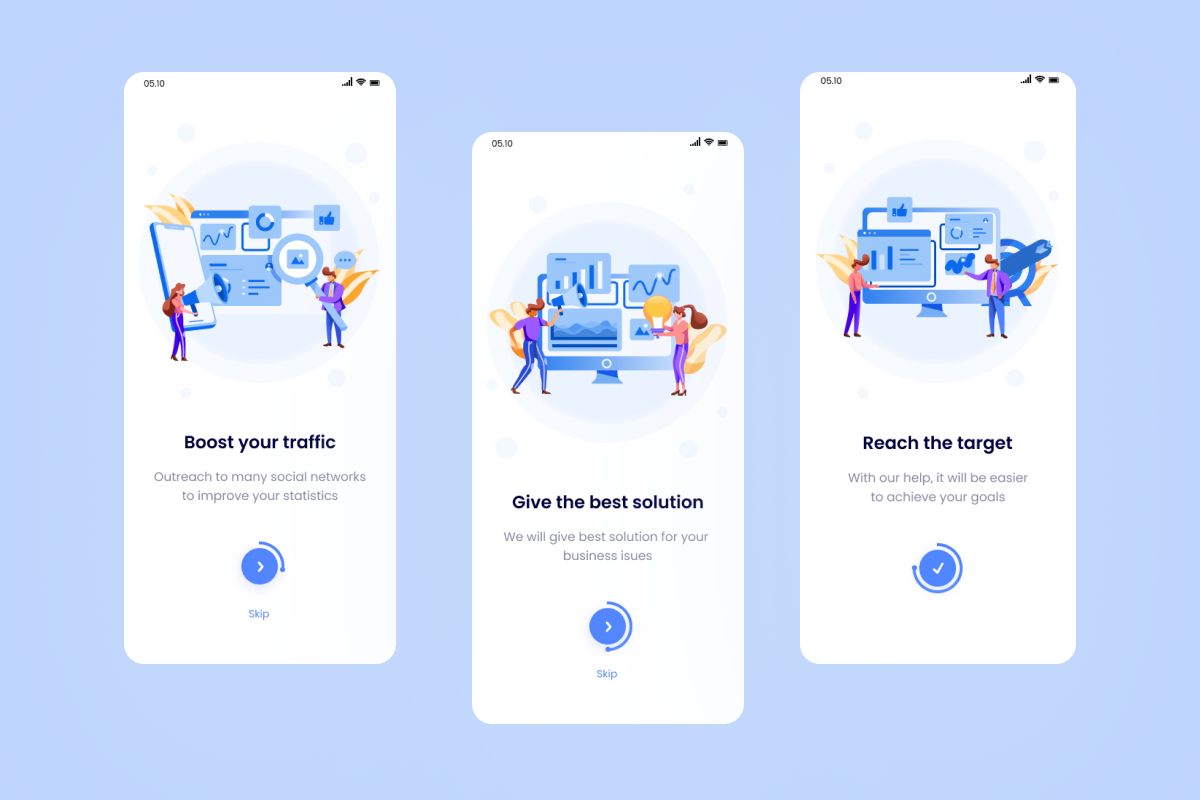 05.10
Boost your traffic
Outreach to many social networks
to improve your statistics
Skip
05.10
Give the best solution
We will give best solution for your
business isues
Skip
05.10
Reach the target
With our help, it will be easier
to achieve your goals